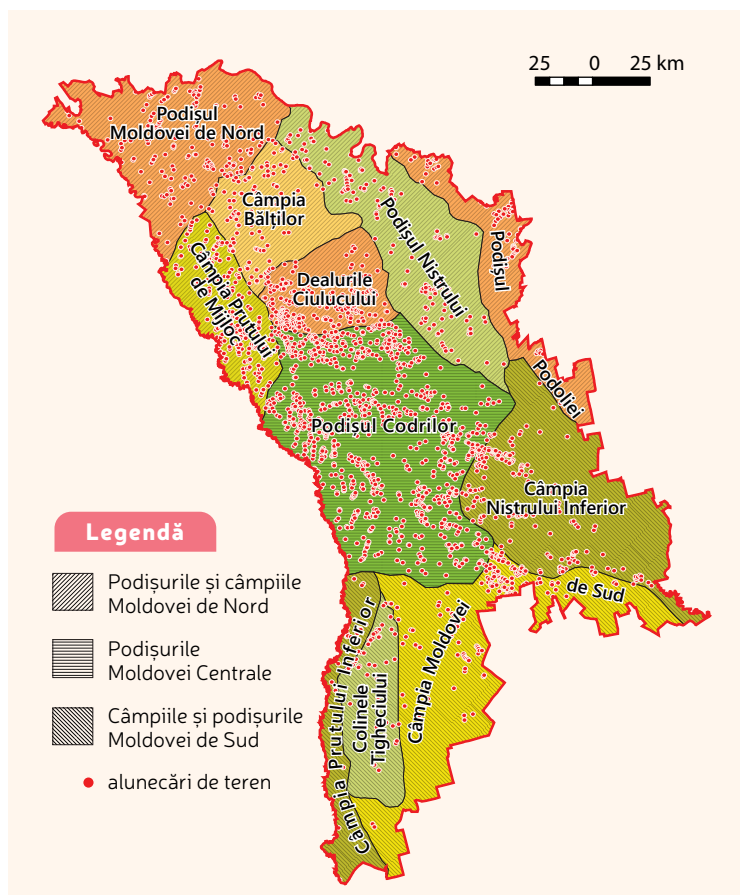 25 0 25 km
Podișul
Moldovei de Nord
Câmpia
Bălților
Podișul Nistrului
Podișul
Podoliei
Câmpia Prutului
de Mijloc
Dealurile
Ciulucului
Podișul Codrilor
Câmpia
Nistrului Inferior
Câmpia Moldovei
de Sud
Câmpia Prutului Inferior
Colinele
Tigheciului
Legendă
Podișurile și câmpiile
Moldovei de Nord
Podișurile
Moldovei Centrale
Câmpiile și podișurile
Moldovei de Sud
alunecări de teren